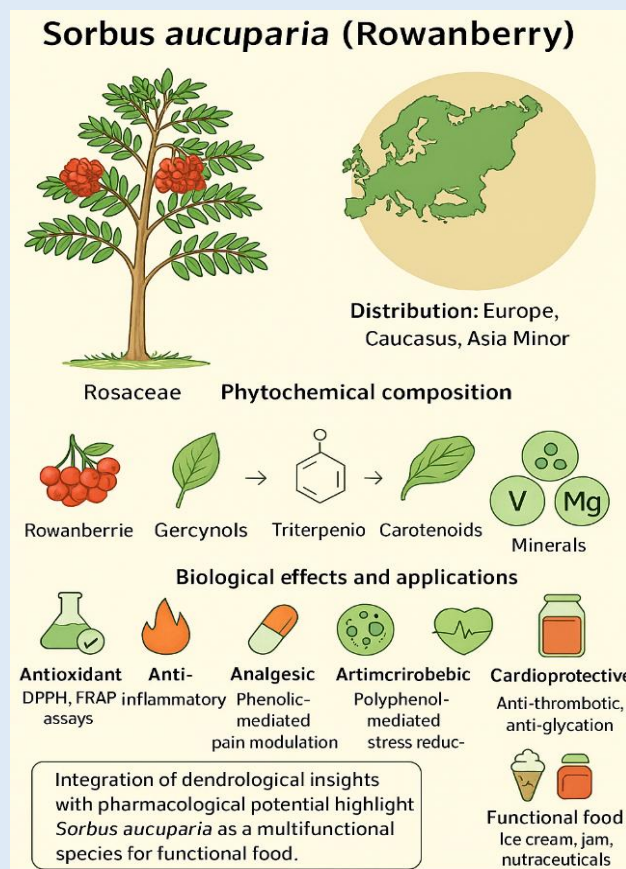 Sorbus aucuparia (Rowanberry)
Distribution: Europe,
Caucasus, Asia Minor
Rosaceae
Phytochemical composition
Rowanberrie
Gercynols
Triterpenio
Carotenoids
O
V
Mg
Minerals
Biological effects and applications
Antioxidant
DPPH, FRAP
assays
Anti-
inflammatory
Analgesic
Phenolic-
mediated
pain modulation
Artimcrirobebic
Polyphenol-
mediated
stress reduc-
Cardioprotective
Anti-thrombotic,
anti-glycation
Integration of dendrological insights
with pharmacological potential highlight
Sorbus aucuparia as a multifunctional
species for functional food.
Functional food
Ice cream, jam,
nutraceuticals